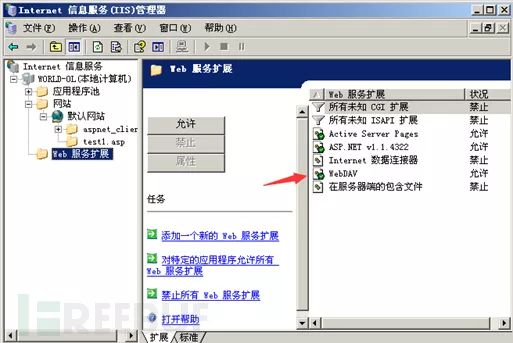 Internet 信息服务(IIS)管理器
文件(F) 操作(A) 查看(V) 窗口(W) 帮助(H)
Internet 信息服务
WORLD-OL(本地计算机)
应用程序池
网站
默认网站
aspnet_clier
test1.asp
Web 服务扩展
Web 服务扩展
允许
禁止
属性
任务
添加一个新的 Web 服务扩展
对特定的应用程序允许所有
Web 服务扩展
禁止所有 Web 服务扩展
打开帮助
Web 服务扩展 状况
所有未知 CGI 扩展 禁止
所有未知 ISAPI 扩展 禁止
Active Server Pages 允许
ASP.NET v1.1.4322 允许
Internet 数据连接器 禁止
WebDAV 允许
在服务器端的包含文件 禁止
扩展 标准
FREEBUF